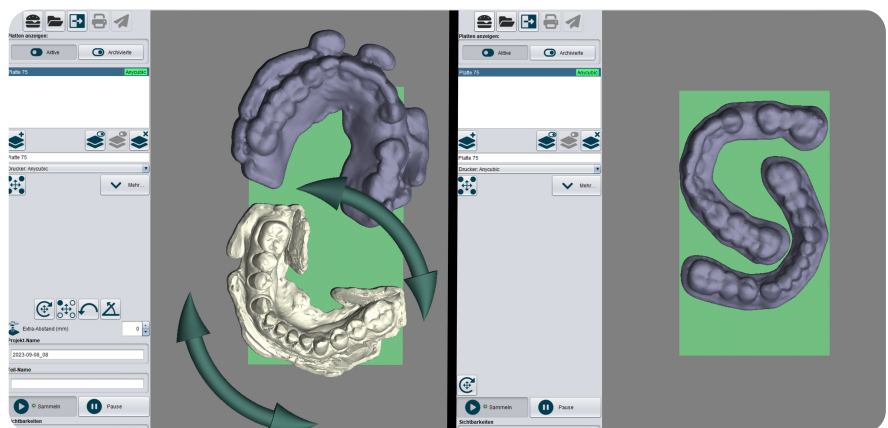 Platten anzeigen:
Aktive
Archivierte
Platte 75
Anycubic
Platte 75
Drucker: Anycubic
Mehr...
Extra-Abstand (mm)
0
Projekt-Name
2023-09-08_08
Teil-Name
Sammeln
Pause
Sichtbarkeiten
Platten anzeigen:
Aktive
Archivierte
Platte 75
Anycubic
Platte 75
Drucker: Anycubic
Mehr...
Sammeln
Pause
Sichtbarkeiten